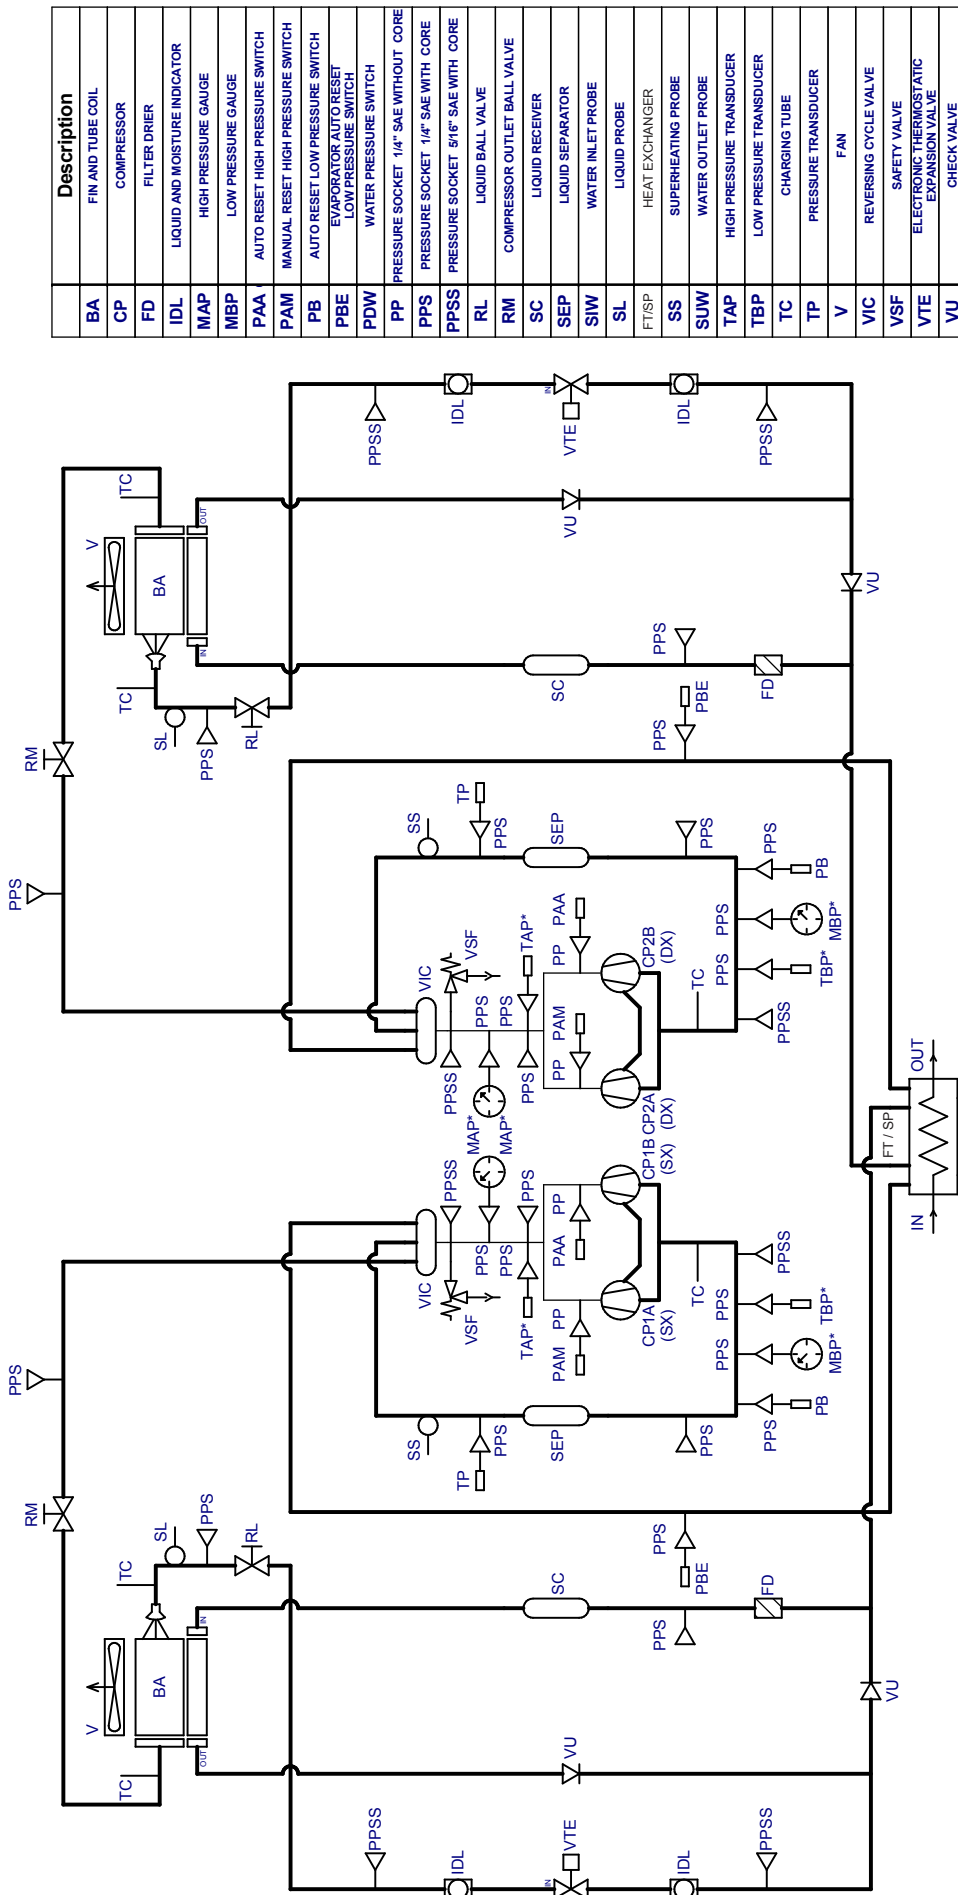 Description
BA FIN AND TUBE COIL
CP COMPRESSOR
FD FILTER DRIER
IDL LIQUID AND MOISTURE INDICATOR
MAP HIGH PRESSURE GAUGE
MBP LOW PRESSURE GAUGE
PAA AUTO RESET HIGH PRESSURE SWITCH
PAM MANUAL RESET HIGH PRESSURE SWITCH
PB AUTO RESET LOW PRESSURE SWITCH
PBE EVAPORATOR AUTO RESET
LOW PRESSURE SWITCH
PDW WATER PRESSURE SWITCH
PP PRESSURE SOCKET 1/4" SAE WITHOUT CORE
PPS PRESSURE SOCKET 1/4" SAE WITH CORE
PPSS PRESSURE SOCKET 5/16" SAE WITH CORE
RL LIQUID BALL VALVE
RM COMPRESSOR OUTLET BALL VALVE
SC LIQUID RECEIVER
SEP LIQUID SEPARATOR
SIW WATER INLET PROBE
SL LIQUID PROBE
FT/SP HEAT EXCHANGER
SS SUPERHEATING PROBE
SUW WATER OUTLET PROBE
TAP HIGH PRESSURE TRANSDUCER
TBP LOW PRESSURE TRANSDUCER
TC CHARGING TUBE
TP PRESSURE TRANSDUCER
V FAN
VIC REVERSING CYCLE VALVE
VSF SAFETY VALVE
VTE ELECTRONIC THERMOSTATIC
EXPANSION VALVE
VU CHECK VALVE
RM
PPS
PPS
RM
V
TC
BA
TC
SL
PPS
RL
OUT
IN
V
TC
BA
TC
SL
PPS
RL
IN
OUT
PPSS
IDL
IN
VTE
IDL
PPSS
VU
VU
SC
PPS
FD
PPS
PBE
SS
TP
PPS
SEP
PPS
PPS
PB
PPS
MBP*
PPS
TBP*
PPSS
TC
VIC
VSF
PPSS
PPS
MAP*
PPS
TAP*
PAM
PP
PAA
PP
CP1A
(SX)
CP1B
(SX)
VIC
VSF
PPSS
PPS
MAP*
PPS
TAP*
PAM
PP
PAA
PP
CP2A
(DX)
CP2B
(DX)
TC
PPSS
PPS
TBP*
PPS
MBP*
PPS
PB
PPS
SEP
PPS
TP
SS
PPS
PBE
SC
PPS
FD
VU
VU
PPSS
IDL
IN
VTE
IDL
PPSS
IN
FT / SP
OUT